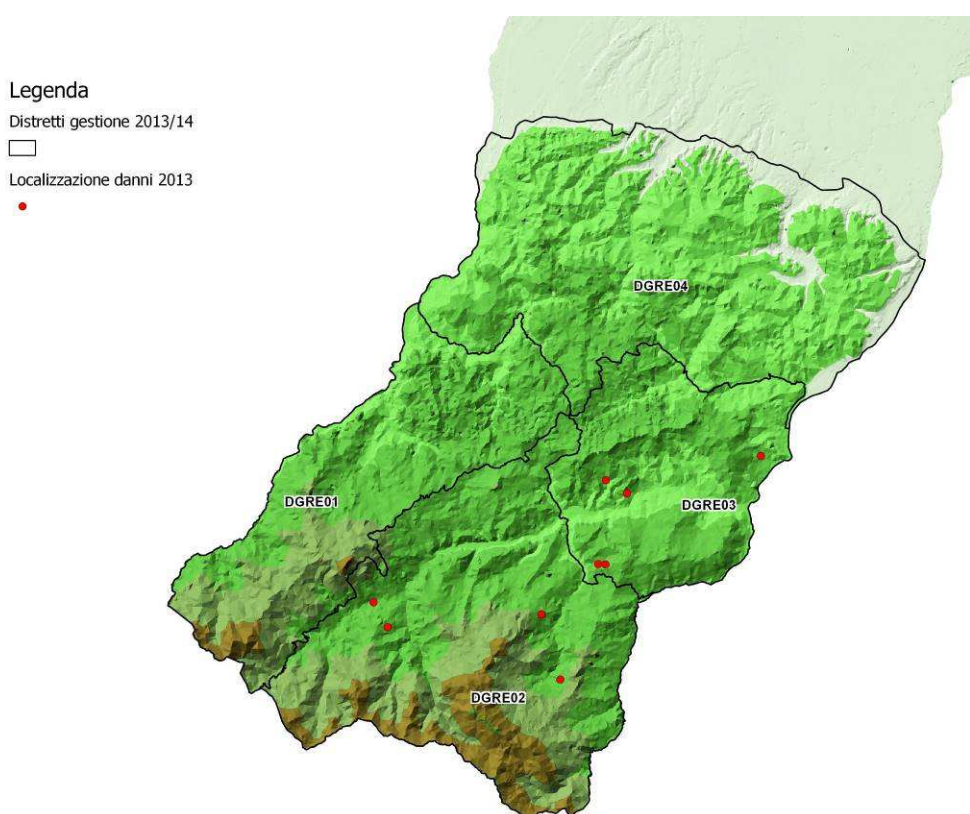 Legenda
Distretti gestione 2013/14
Localizzazione danni 2013
DGRE04
DGRE01
DGRE03
DGRE02